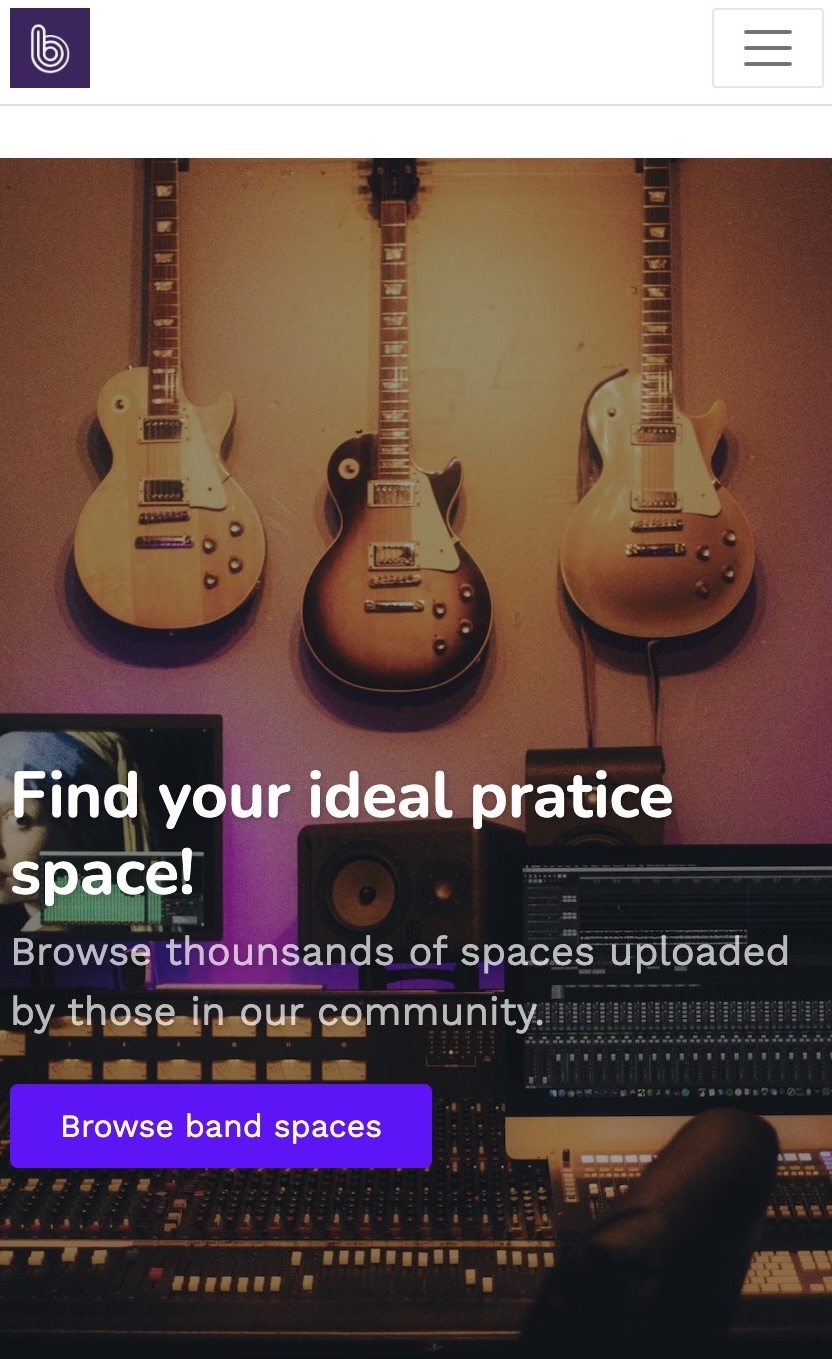 b
Find your ideal pratice
space!
Browse thounsands of spaces uploaded
by those in our community.
Browse band spaces